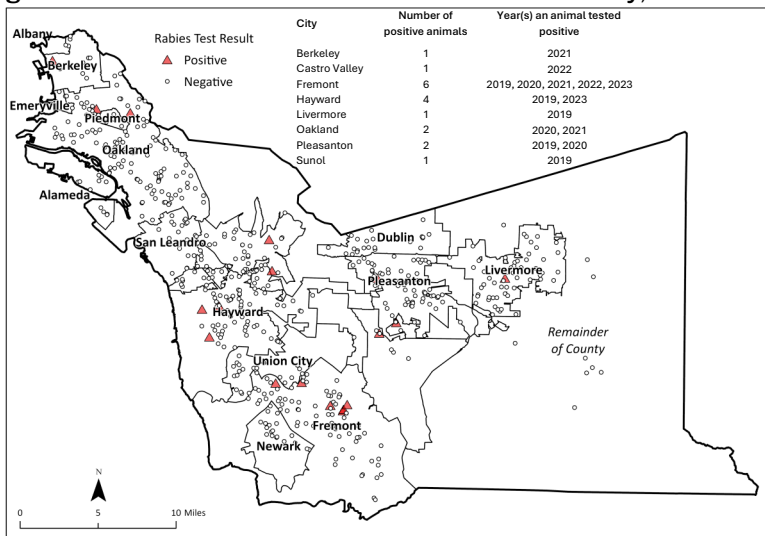 City
Number of positive animals
Year(s) an animal tested positive
Berkeley 1 2021
Castro Valley 1 2022
Fremont 6 2019, 2020, 2021, 2022, 2023
Hayward 4 2019, 2023
Livermore 1 2019
Oakland 2 2020, 2021
Pleasanton 2 2019, 2020
Sunol 1 2019
Rabies Test Result
Positive
Negative
Albany
Berkeley
Emeryville
Piedmont
Oakland
Alameda
San Leandro
Dublin
Livermore
Pleasanton
Hayward
Remainder
of County
Union City
Fremont
Newark
N
0 5 10 Miles